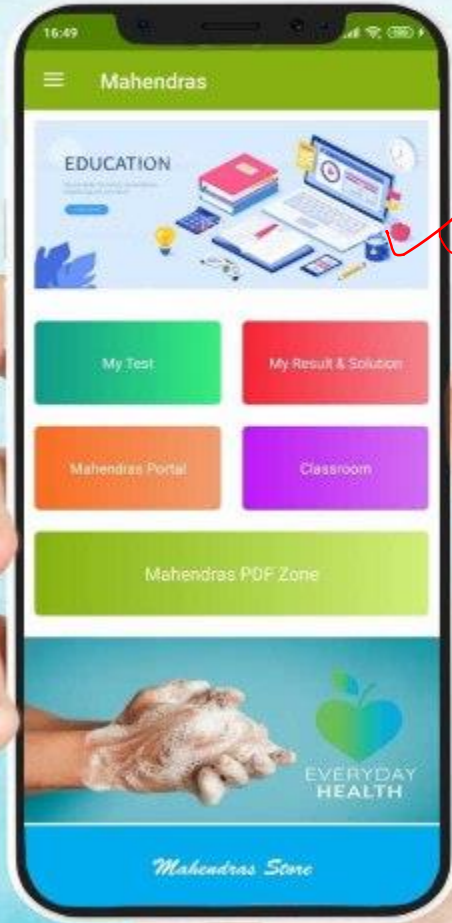 16:49
Mahendras
EDUCATION
My Test
My Result & Solution
Mahendras Portal
Classroom
Mahendras PDF Zone
EVERYDAY
HEALTH
Mahendras Store